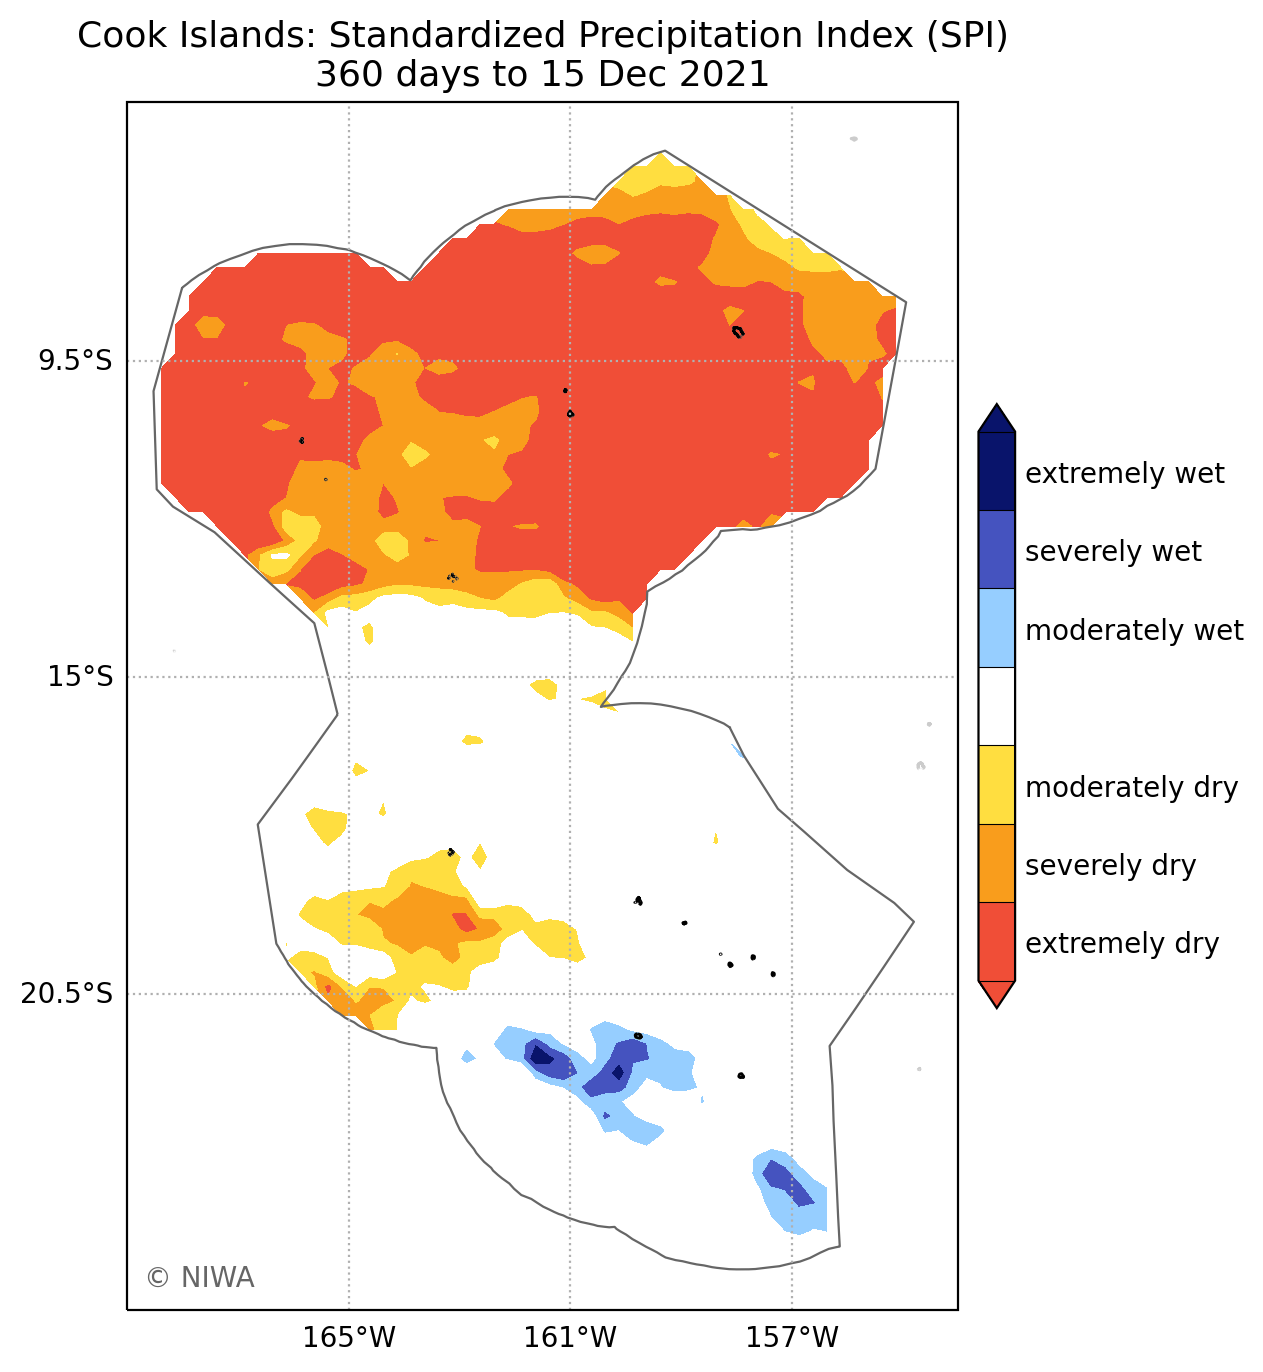 Cook Islands: Standardized Precipitation Index (SPI)
360 days to 15 Dec 2021
9.5°S
15°S
20.5°S
165°W
161°W
157°W
© NIWA
extremely wet
severely wet
moderately wet
moderately dry
severely dry
extremely dry